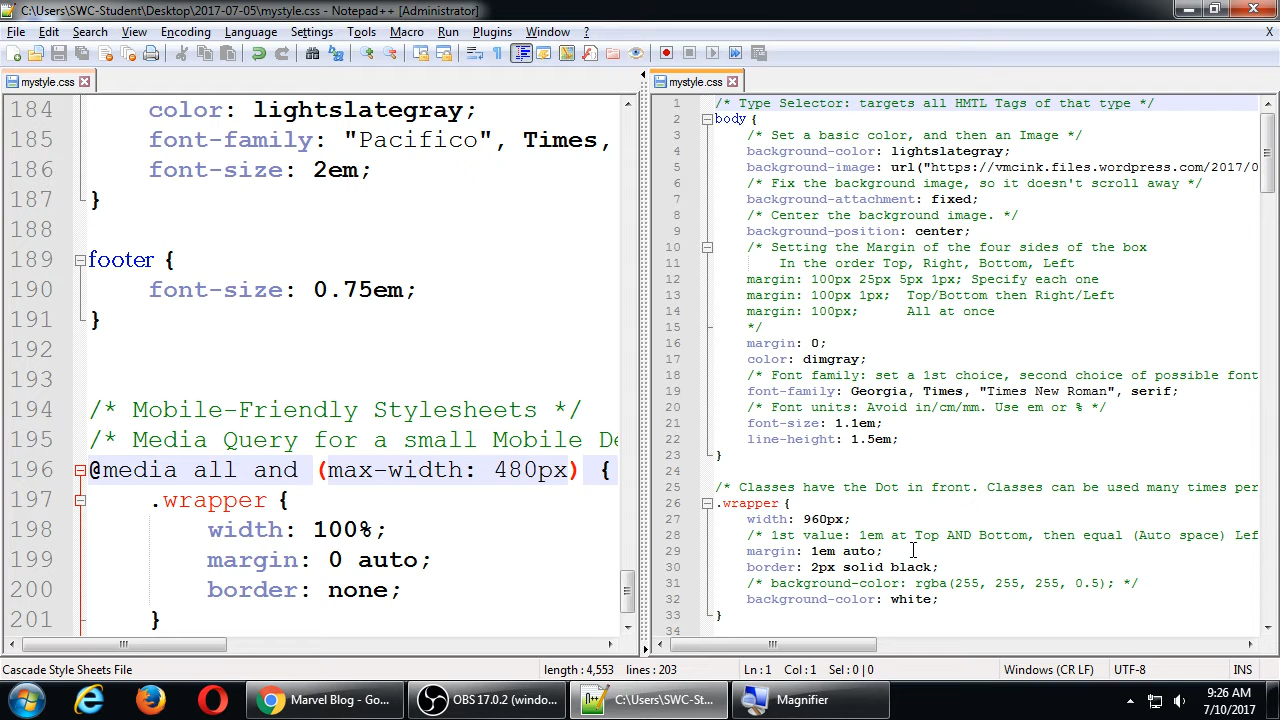 C:\Users\SWC-Student\Desktop\2017-07-05\mystyle.css - Notepad++ [Administrator]
File Edit Search View Encoding Language Settings Tools Macro Run Plugins Window ? X
mystyle.css
184 color: lightslategray;
185 font-family: "Pacifico", Times,
186 font-size: 2em;
187 }
188
189 footer {
190 font-size: 0.75em;
191 }
192
193
194 /* Mobile-Friendly Stylesheets */
195 /* Media Query for a small Mobile De
196 @media all and (max-width: 480px) {
197 .wrapper {
198 width: 100%;
199 margin: 0 auto;
200 border: none;
201 }
mystyle.css
1 /* Type Selector: targets all HMTL Tags of that type */
2 body {
3 /* Set a basic color, and then an Image */
4 background-color: lightslategray;
5 background-image: url("https://vmcink.files.wordpress.com/2017/0
6 /* Fix the background image, so it doesn't scroll away */
7 background-attachment: fixed;
8 /* Center the background image. */
9 background-position: center;
10 /* Setting the Margin of the four sides of the box
11 In the order Top, Right, Bottom, Left
12 margin: 100px 25px 5px 1px; Specify each one
13 margin: 100px 1px; Top/Bottom then Right/Left
14 margin: 100px; All at once
15 */
16 margin: 0;
17 color: dimgray;
18 /* Font family: set a 1st choice, second choice of possible font
19 font-family: Georgia, Times, "Times New Roman", serif;
20 /* Font units: Avoid in/cm/mm. Use em or % */
21 font-size: 1.1em;
22 line-height: 1.5em;
23 }
24
25 /* Classes have the Dot in front. Classes can be used many times per
26 .wrapper {
27 width: 960px;
28 /* 1st value: 1em at Top AND Bottom, then equal (Auto space) Lef
29 margin: 1em auto;
30 border: 2px solid black;
31 /* background-color: rgba(255, 255, 255, 0.5); */
32 background-color: white;
33 }
34
Cascade Style Sheets File length : 4,553 lines : 203 Ln : 1 Col : 1 Sel : 0 | 0 Windows (CR LF) UTF-8 INS
Marvel Blog - Go... OBS 17.0.2 (windo... C:\Users\SWC-St... Magnifier 9:26 AM
7/10/2017